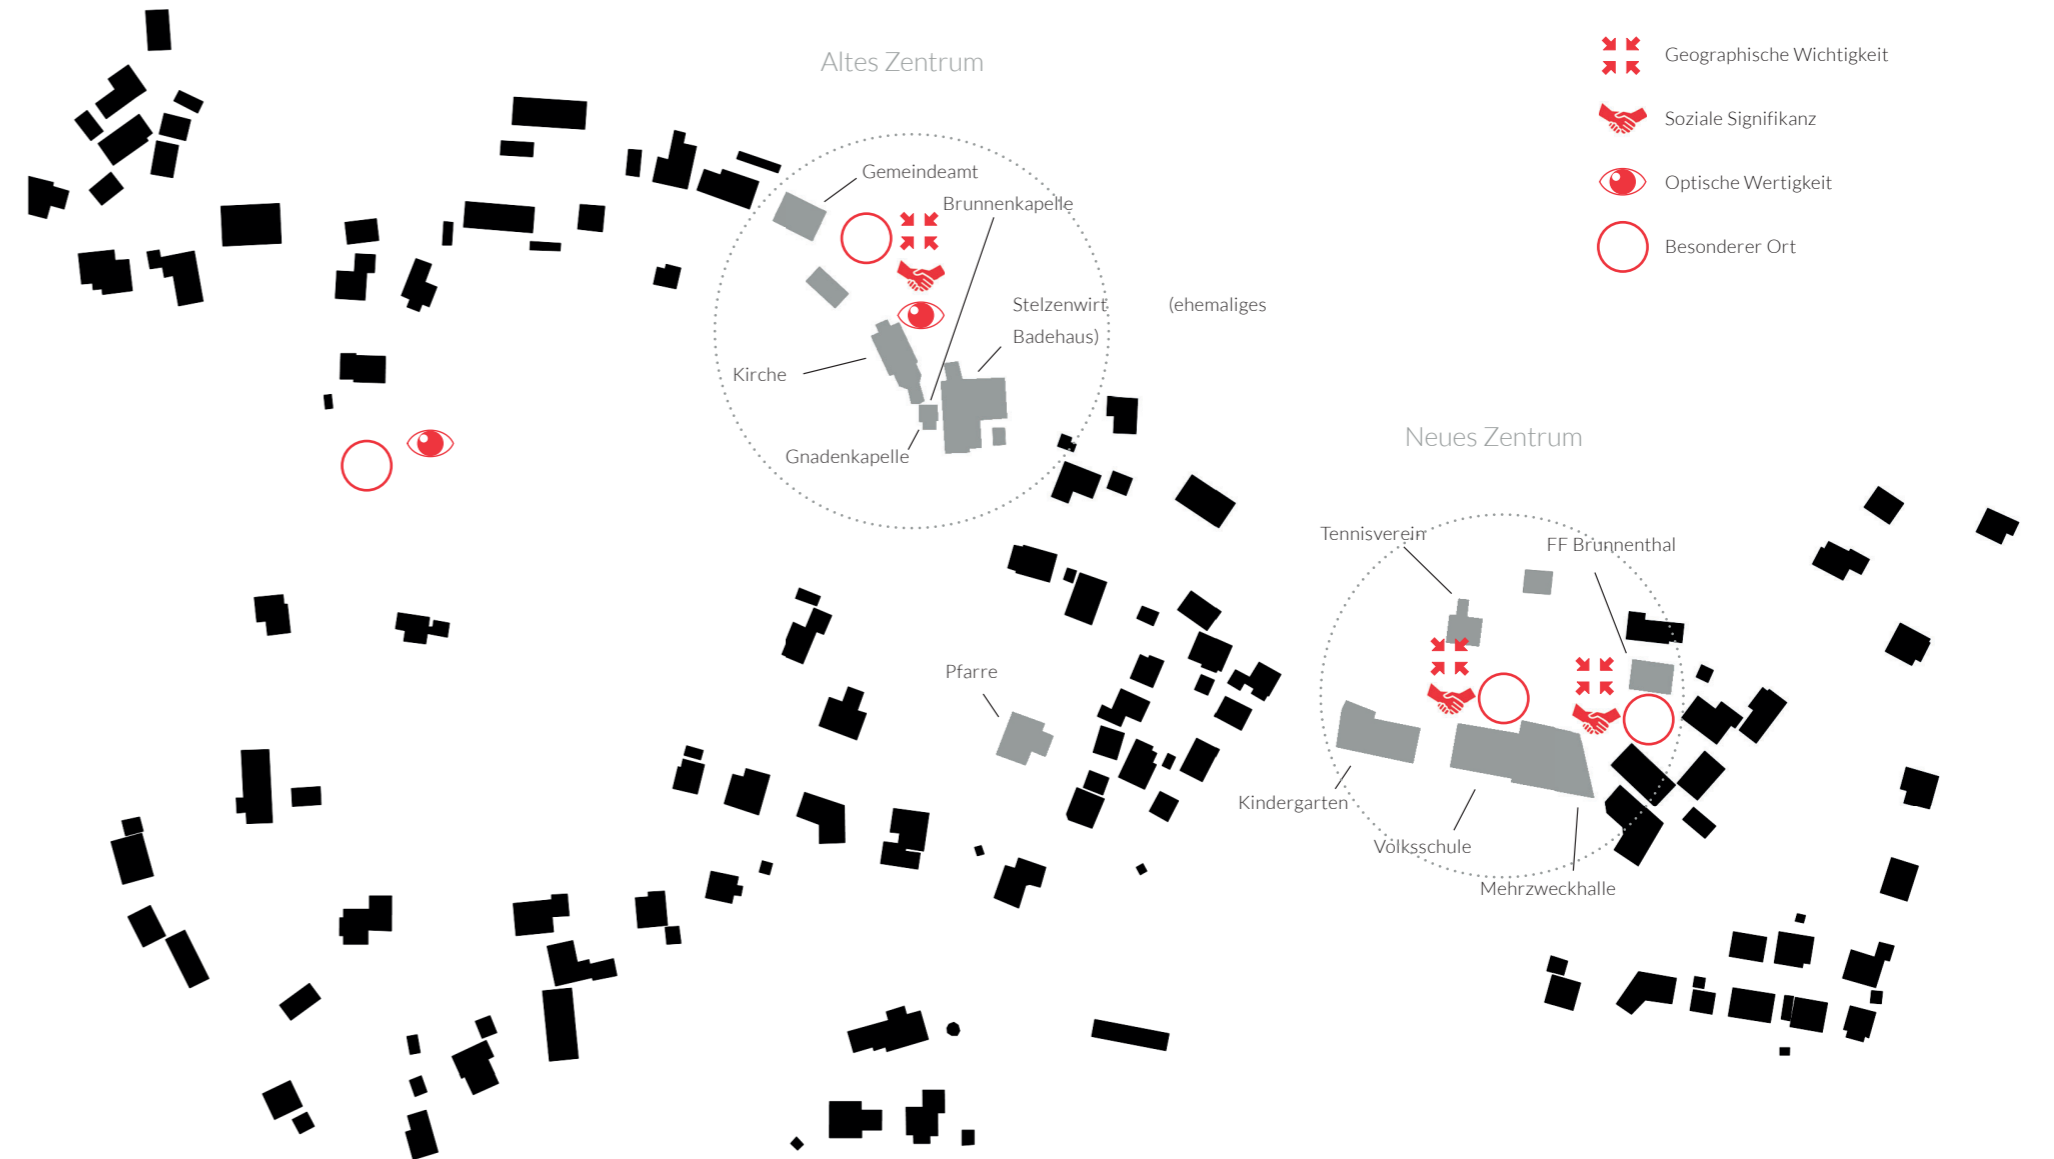 Altes Zentrum
Geographische Wichtigkeit
Soziale Signifikanz
Optische Wertigkeit
Besonderer Ort
Gemeindeamt
Brunnenkapelle
Stelzenwirt (ehemaliges
Badehaus)
Kirche
Gnadenkapelle
Neues Zentrum
Tennisverein
FF Brunnenthal
Pfarre
Kindergarten
Volksschule
Mehrzweckhalle